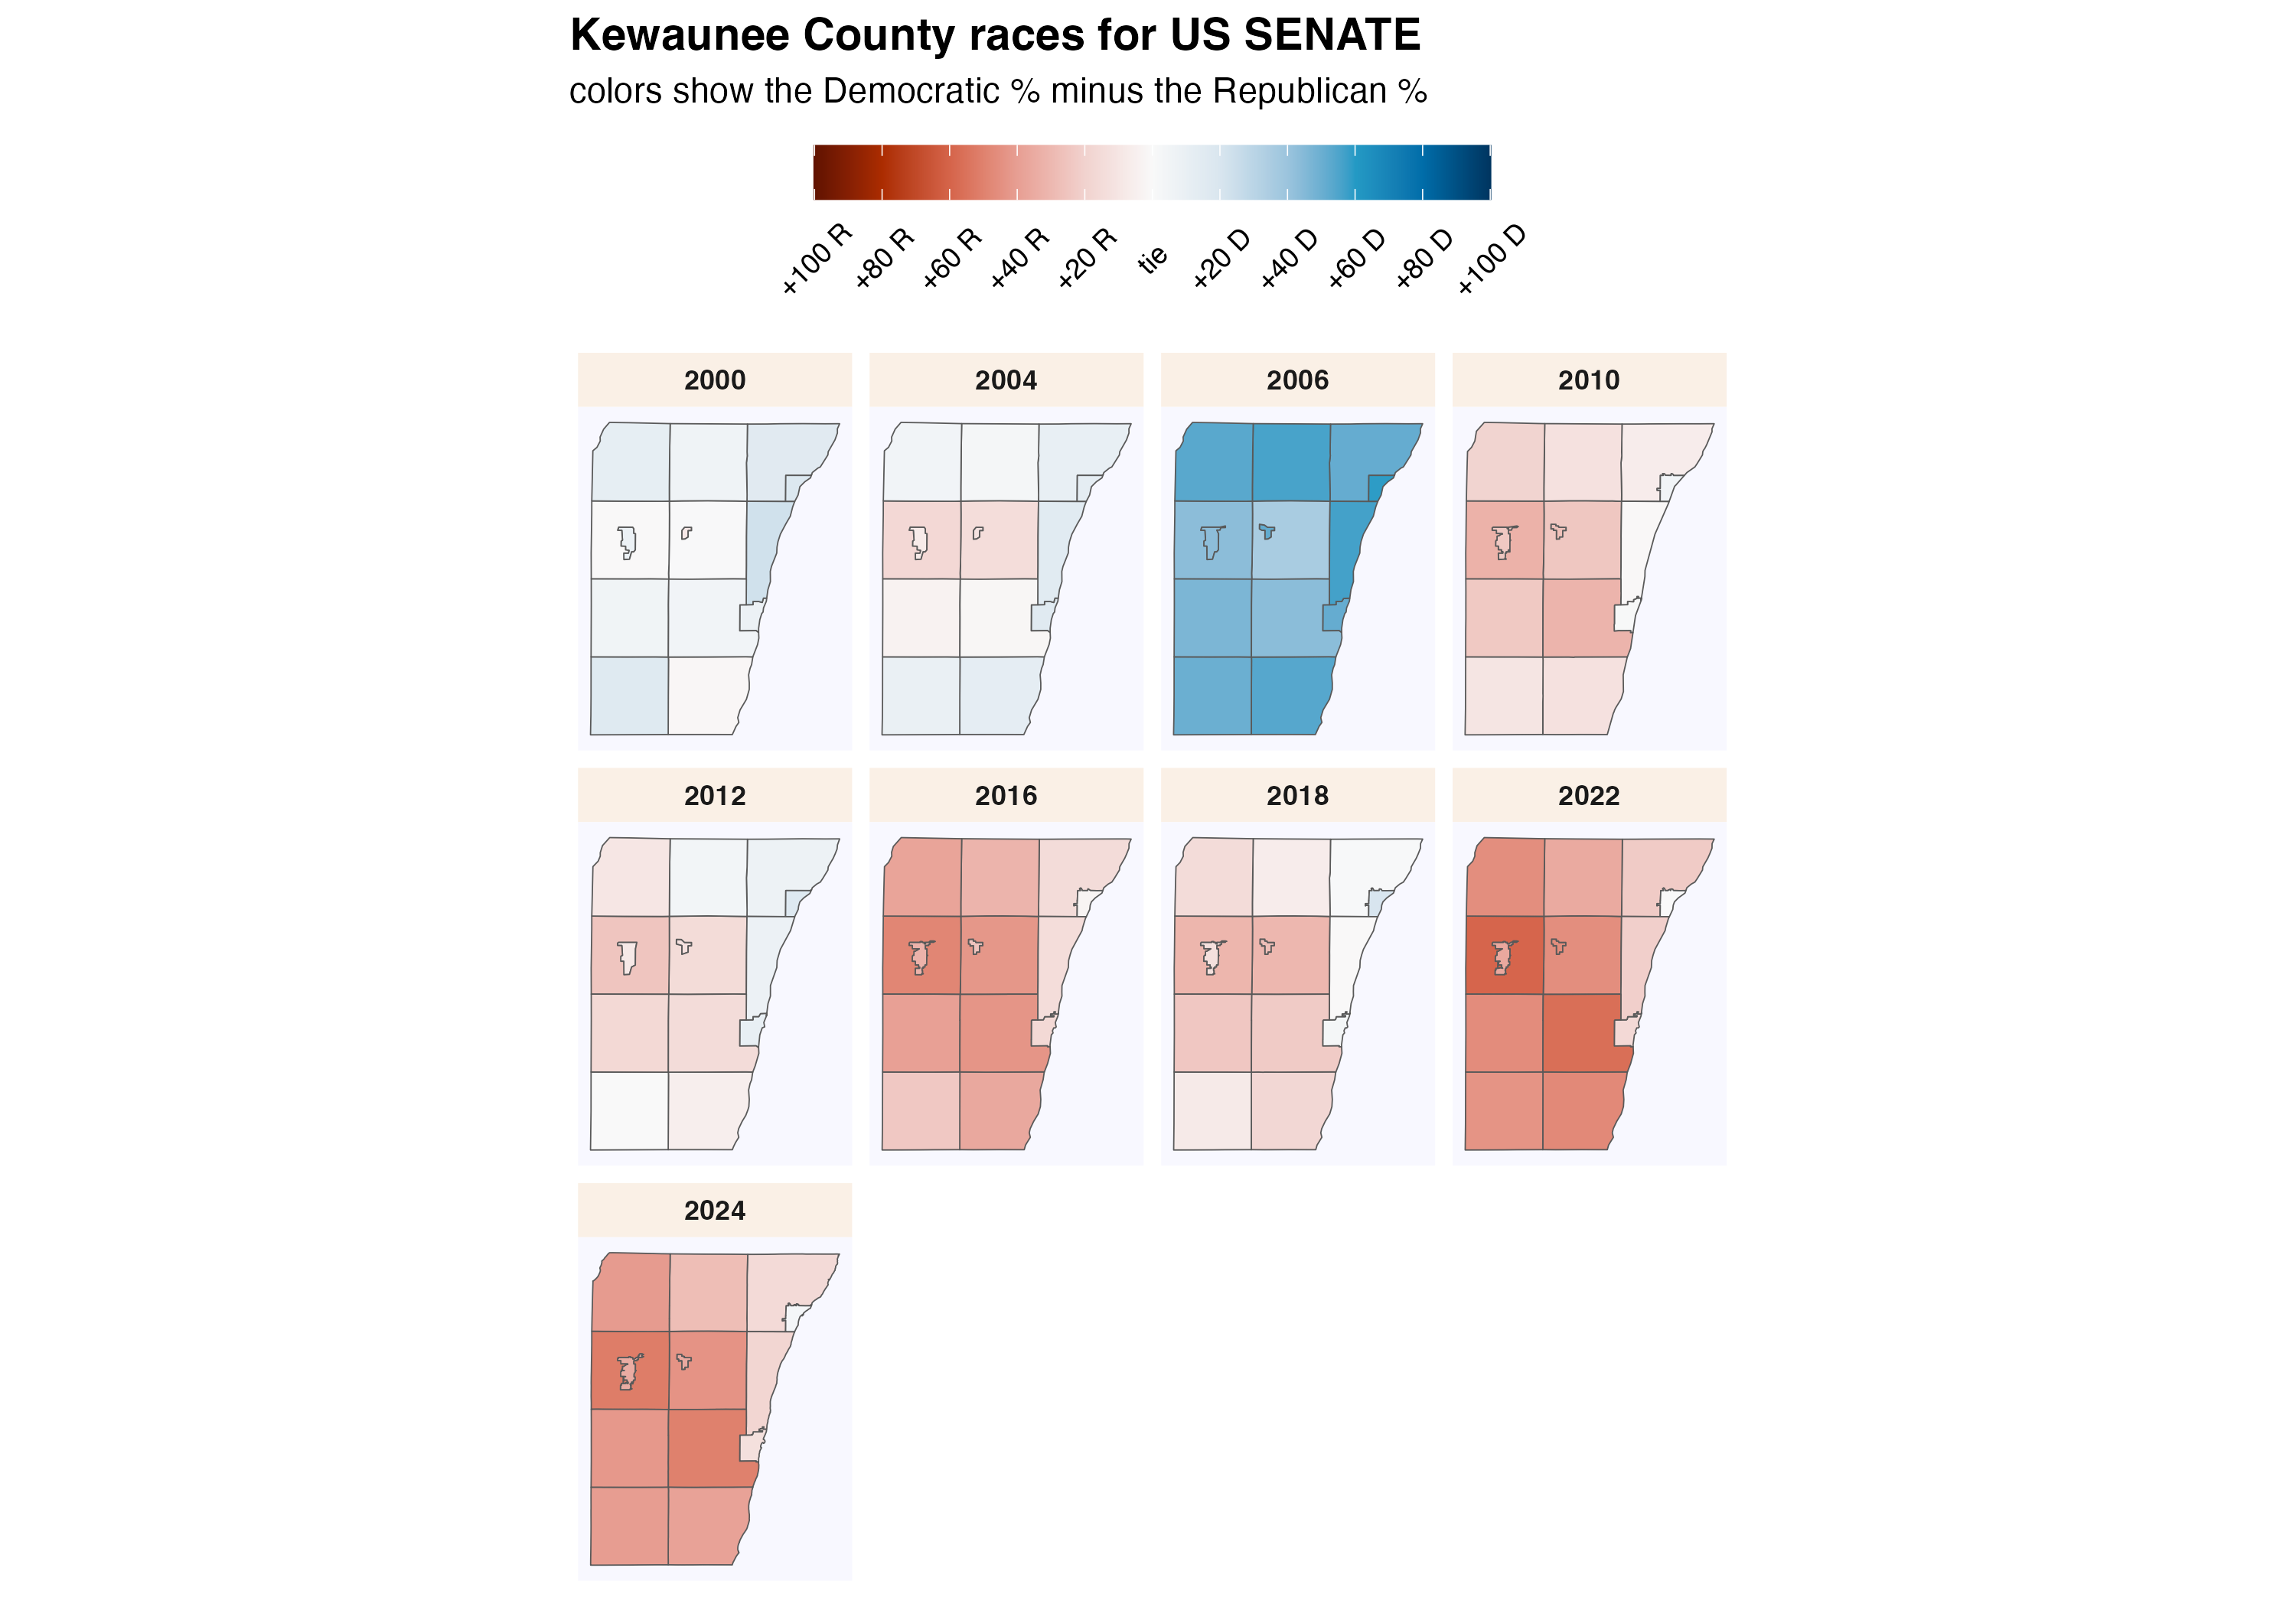 Kewaunee County races for US SENATE
colors show the Democratic % minus the Republican %
+100 R
+80 R
+60 R
+40 R
+20 R
tie
+20 D
+40 D
+60 D
+80 D
+100 D
2000
2004
2006
2010
2012
2016
2018
2022
2024